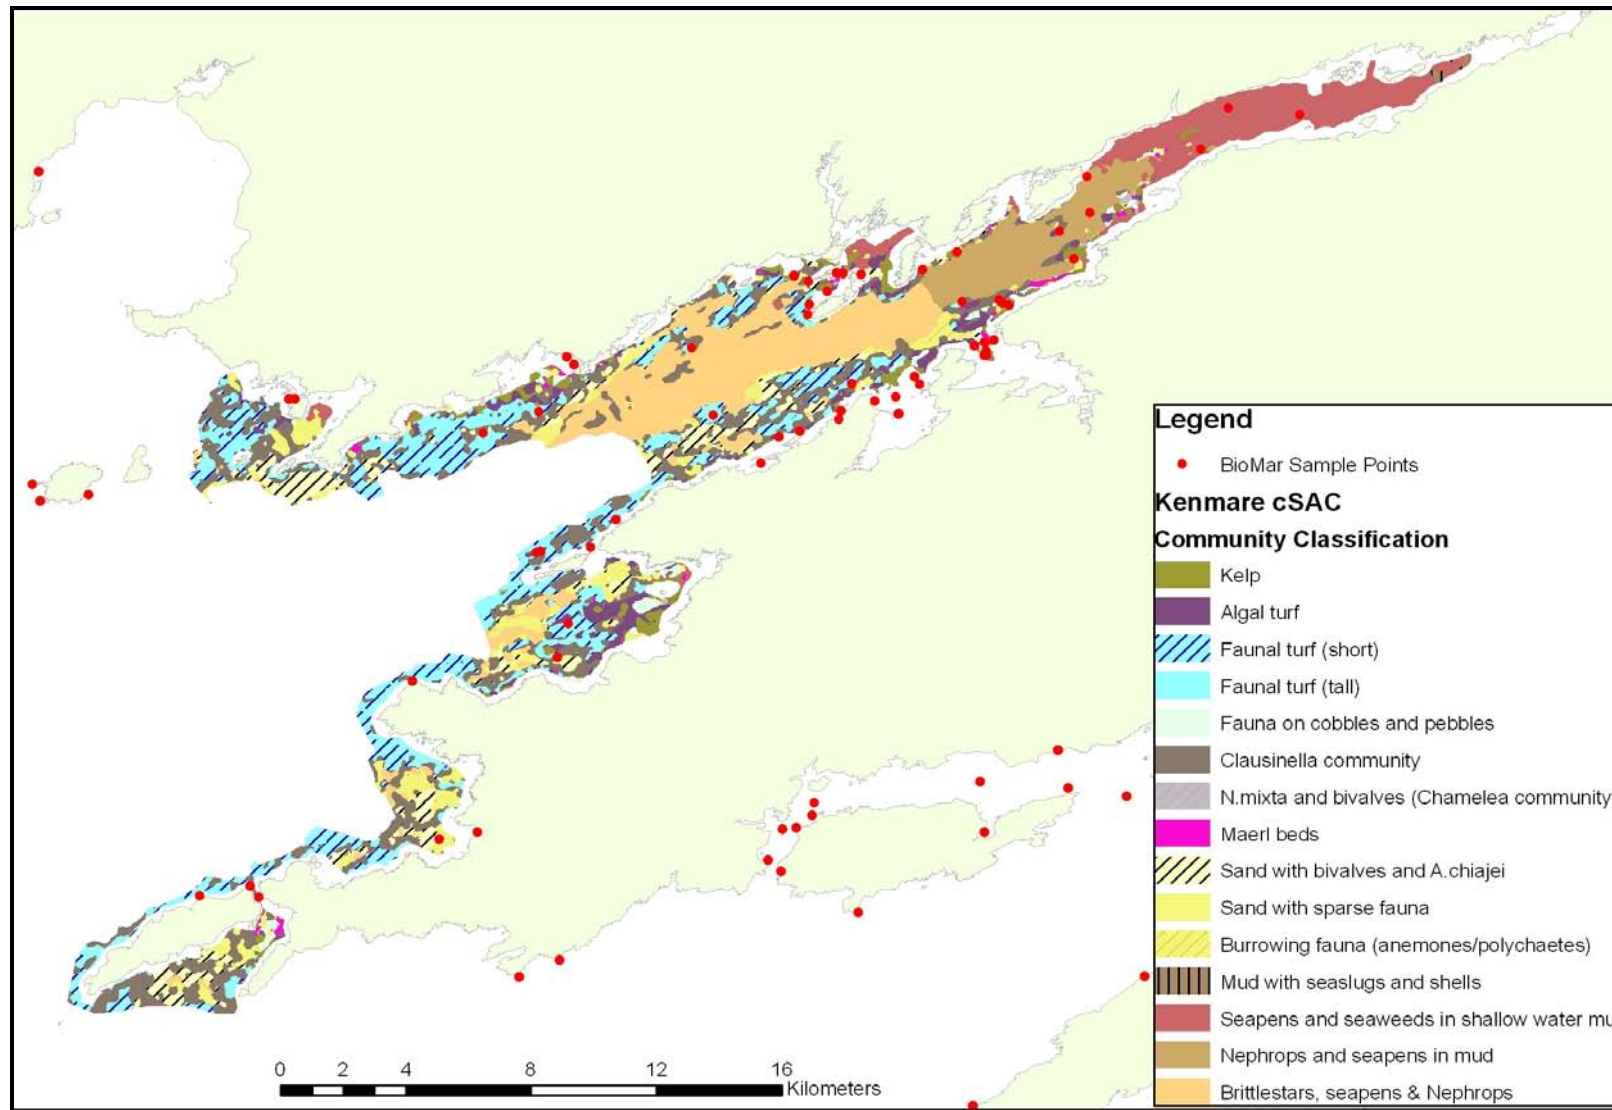 Legend
BioMar Sample Points
Kenmare cSAC
Community Classification
Kelp
Algal turf
Faunal turf (short)
Faunal turf (tall)
Fauna on cobbles and pebbles
Clausinella community
N.mixta and bivalves (Chamelea community
Maerl beds
Sand with bivalves and A.chiajei
Sand with sparse fauna
Burrowing fauna (anemones/polychaetes)
Mud with seaslugs and shells
Seapens and seaweeds in shallow water mu
Nephrops and seapens in mud
Brittlestars, seapens & Nephrops
0 2 4 8 12 16
Kilometers